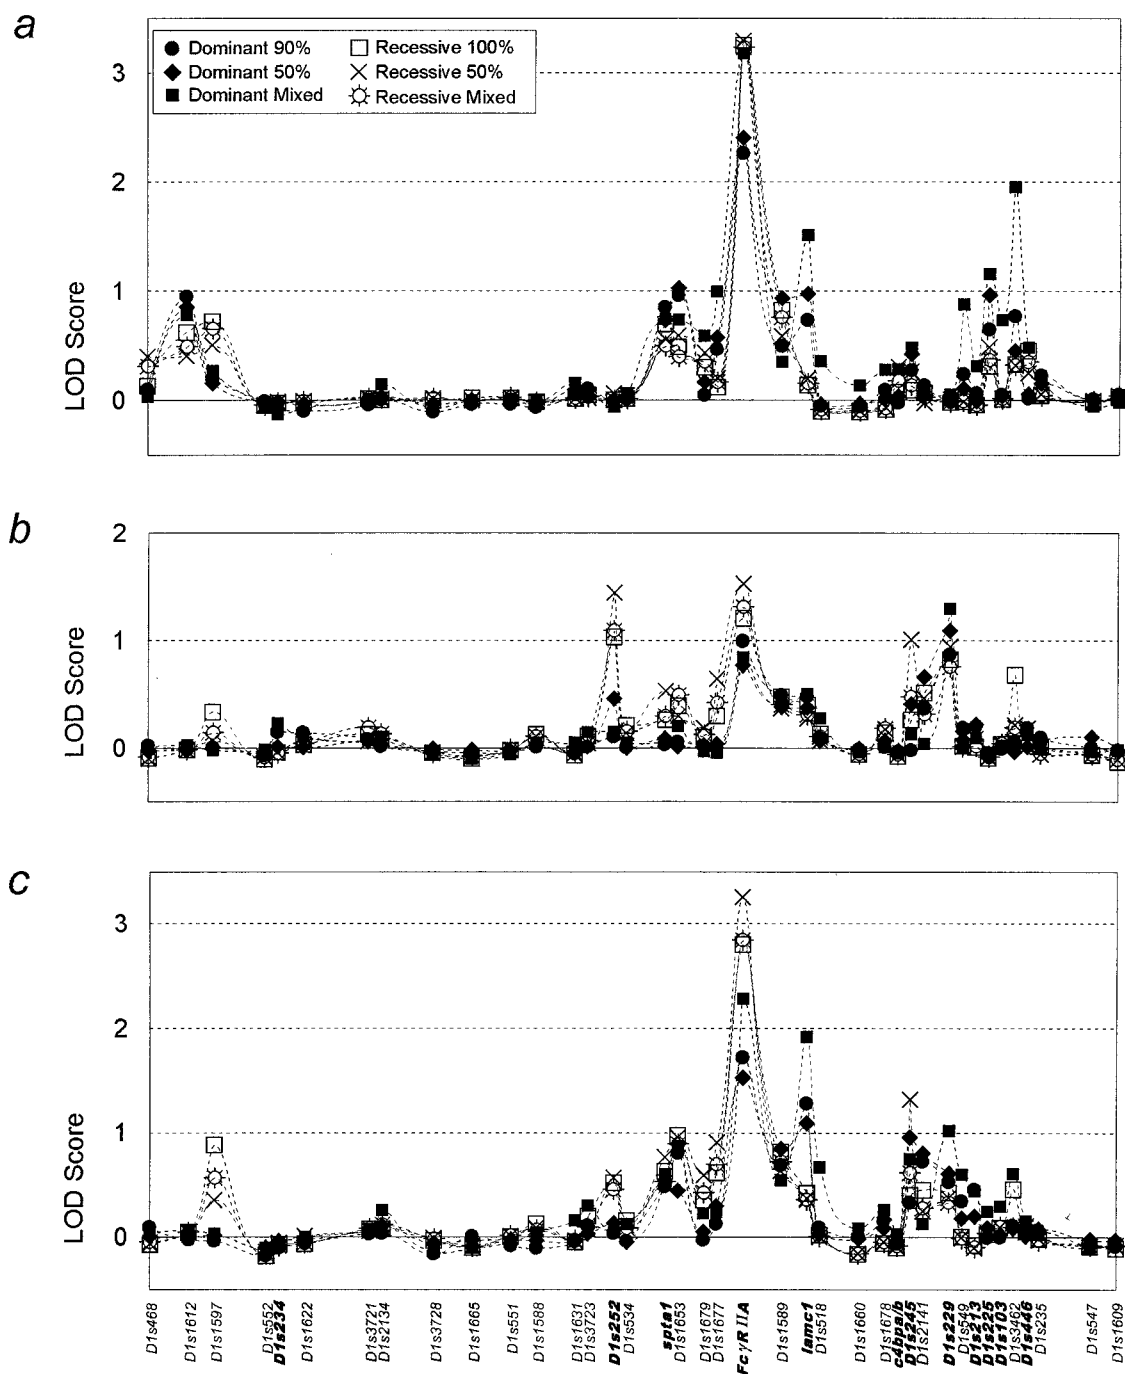 a
Dominant 90%
Dominant 50%
Dominant Mixed
Recessive 100%
Recessive 50%
Recessive Mixed
3
2
1
0
LOD Score
b
2
1
0
LOD Score
c
3
2
1
0
LOD Score
D1s468
D1s1612
D1s1597
D1s552
D1s234
D1s1622
D1s3721
D1s2134
D1s3728
D1s1665
D1s551
D1s1588
D1s1631
D1s3723
D1s252
D1s534
spta1
D1s1653
D1s1679
D1s1677
FcγRIIA
D1s1589
lamc1
D1s518
D1s1660
D1s1678
c4bpa/b
D1s245
D1s2141
D1s229
D1s549
D1s213
D1s225
D1s103
D1s3462
D1s446
D1s235
D1s547
D1s1609